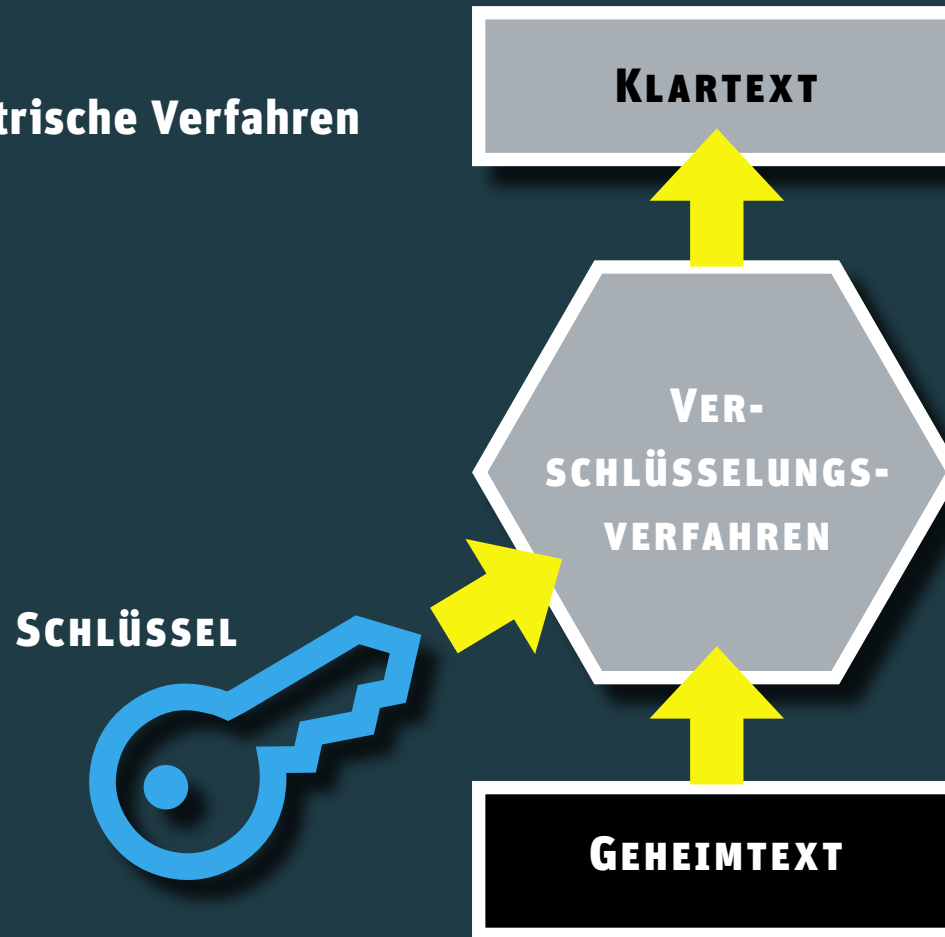 KLARTEXT
trische Verfahren
VER-
SCHLÜSSELUNGS-
VERFAHREN
SCHLÜSSEL
GEHEIMTEXT